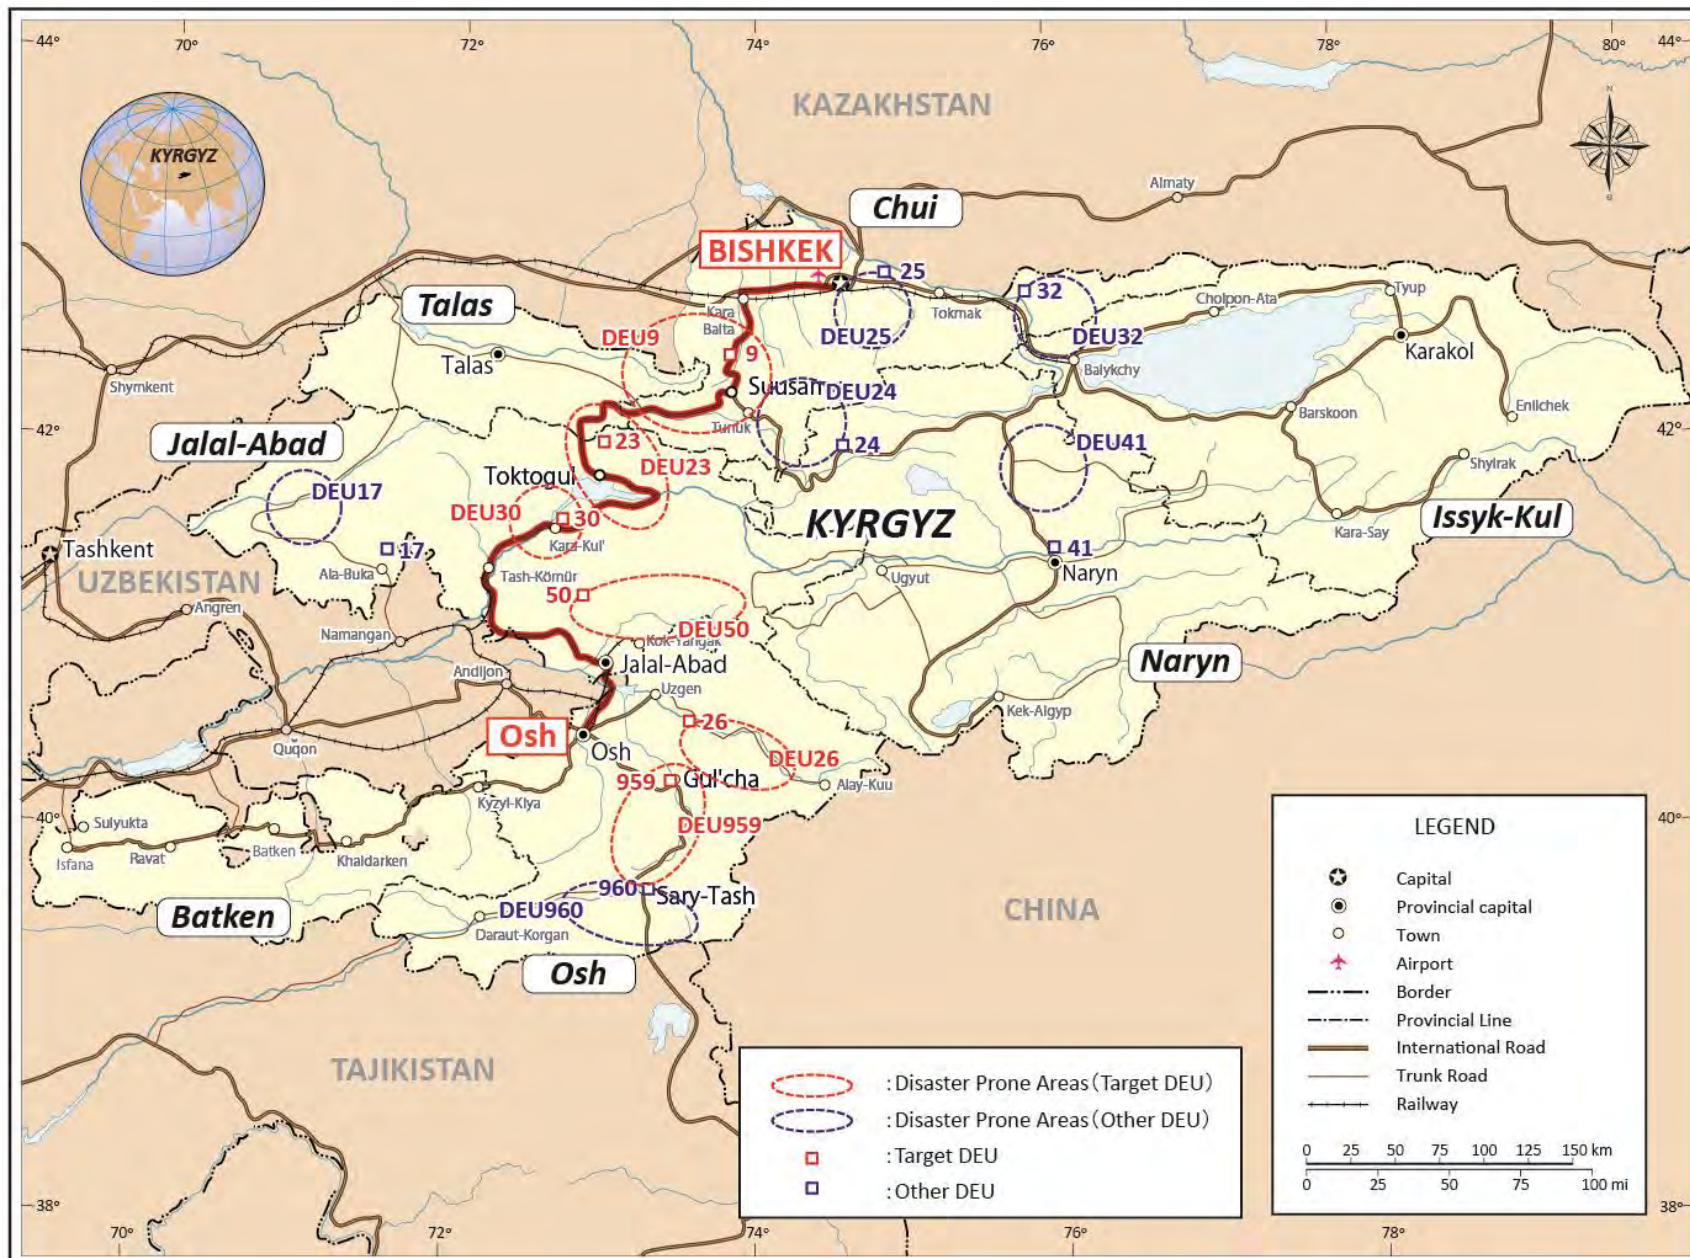 44°
70°
72°
74°
76°
78°
80°
44°
KAZAKHSTAN
KYRGYZ
Almaty
Chui
BISHKEK
25
32
Talas
Kara
Balta
Tokmak
Cholpon-Ata
Tyup
DEU9
DEU25
DEU32
Karakol
Talas
9
Balykchy
Shymkent
Suusan
DEU24
Barskoon
Enilchek
42°
Tunuk
42°
Jalal-Abad
23
24
DEU41
Toktogul
DEU23
Shyirak
DEU17
DEU30
30
KYRGYZ
Issyk-Kul
Kara-Say
Tashkent
17
Kara-Kul'
41
UZBEKISTAN
Ala-Buka
Tash-Kömür
Ugyut
Naryn
Angren
50
Namangan
DEU50
Kok-Yangak
Jalal-Abad
Naryn
Andijon
Uzgen
Kek-Aigyp
26
Osh
Quqon
Osh
DEU26
959
Gul'cha
Alay-Kuu
Kyzyl-Kiya
40°
Sulyukta
DEU959
40°
Isfana
Ravat
Batken
Khaidarken
960
Sary-Tash
Batken
DEU960
Daraut-Korgan
CHINA
Osh
TAJIKISTAN
LEGEND
Capital
Provincial capital
Town
Airport
Border
Provincial Line
International Road
Trunk Road
Railway
0 25 50 75 100 125 150 km
0 25 50 75 100 mi
: Disaster Prone Areas (Target DEU)
: Disaster Prone Areas (Other DEU)
: Target DEU
: Other DEU
38°
38°
70°
72°
74°
76°
78°